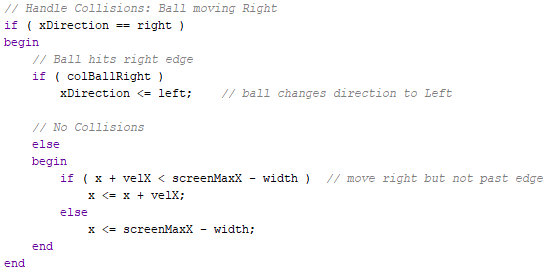 // Handle Collisions: Ball moving Right
if ( xDirection == right )
begin
    // Ball hits right edge
    if ( colBallRight )
        xDirection <= left;    // ball changes direction to Left

    // No Collisions
    else
    begin
        if ( x + velX < screenMaxX - width )  // move right but not past edge
            x <= x + velX;
        else
            x <= screenMaxX - width;
    end
end